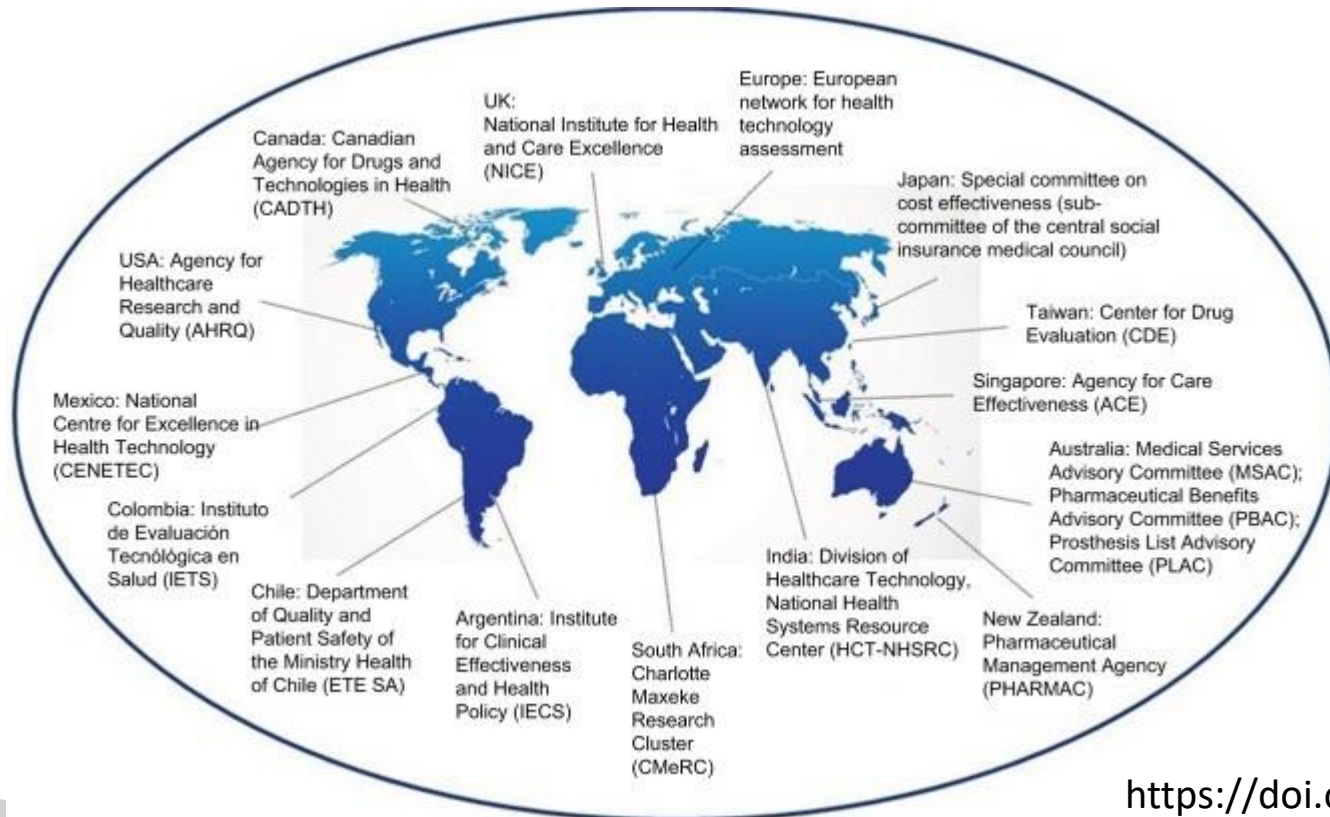 Europe: European
network for health
technology
assessment
UK:
National Institute for Health
and Care Excellence
(NICE)
Canada: Canadian
Agency for Drugs and
Technologies in Health
(CADTH)
Japan: Special committee on
cost effectiveness (sub-
committee of the central social
insurance medical council)
USA: Agency for
Healthcare
Research and
Quality (AHRQ)
Taiwan: Center for Drug
Evaluation (CDE)
Singapore: Agency for Care
Effectiveness (ACE)
Mexico: National
Centre for Excellence in
Health Technology
(CENETEC)
Australia: Medical Services
Advisory Committee (MSAC);
Pharmaceutical Benefits
Advisory Committee (PBAC);
Prosthesis List Advisory
Committee (PLAC)
Colombia: Instituto
de Evaluación
Tecnólógica en
Salud (IETS)
India: Division of
Healthcare Technology,
National Health
Systems Resource
Center (HCT-NHSRC)
Chile: Department
of Quality and
Patient Safety of
the Ministry Health
of Chile (ETE SA)
Argentina: Institute
for Clinical
Effectiveness
and Health
Policy (IECS)
South Africa:
Charlotte
Maxeke
Research
Cluster
(CMeRC)
New Zealand:
Pharmaceutical
Management Agency
(PHARMAC)
https://doi.